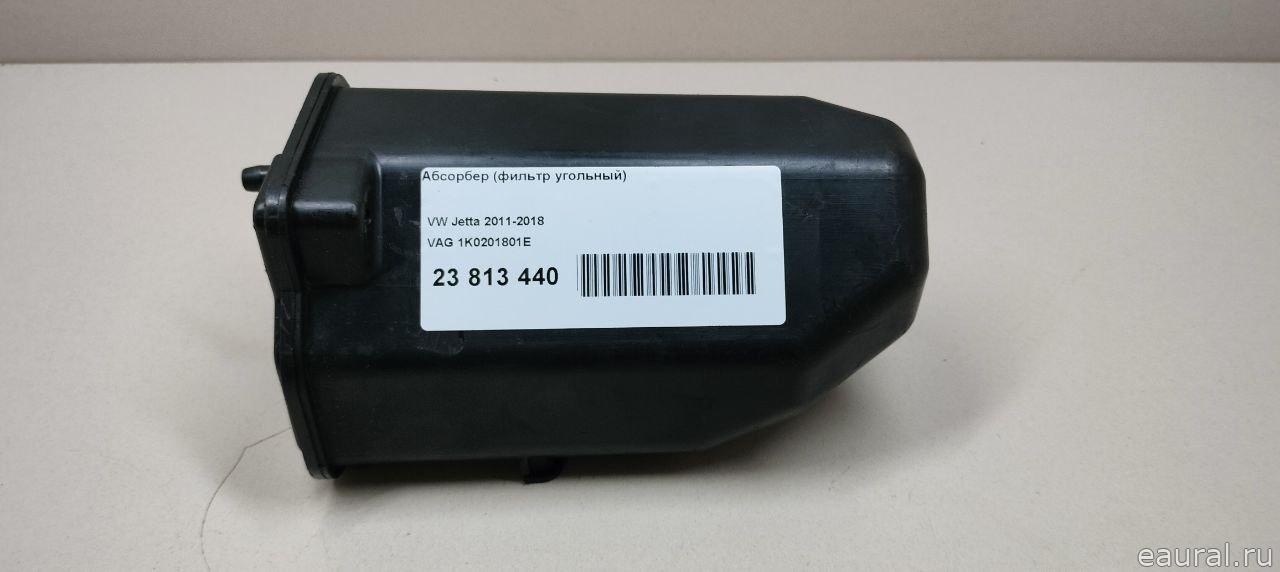 Абсорбер (фильтр угольный)
VW Jetta 2011-2018
VAG 1K0201801E
23 813 440
eaural.ru